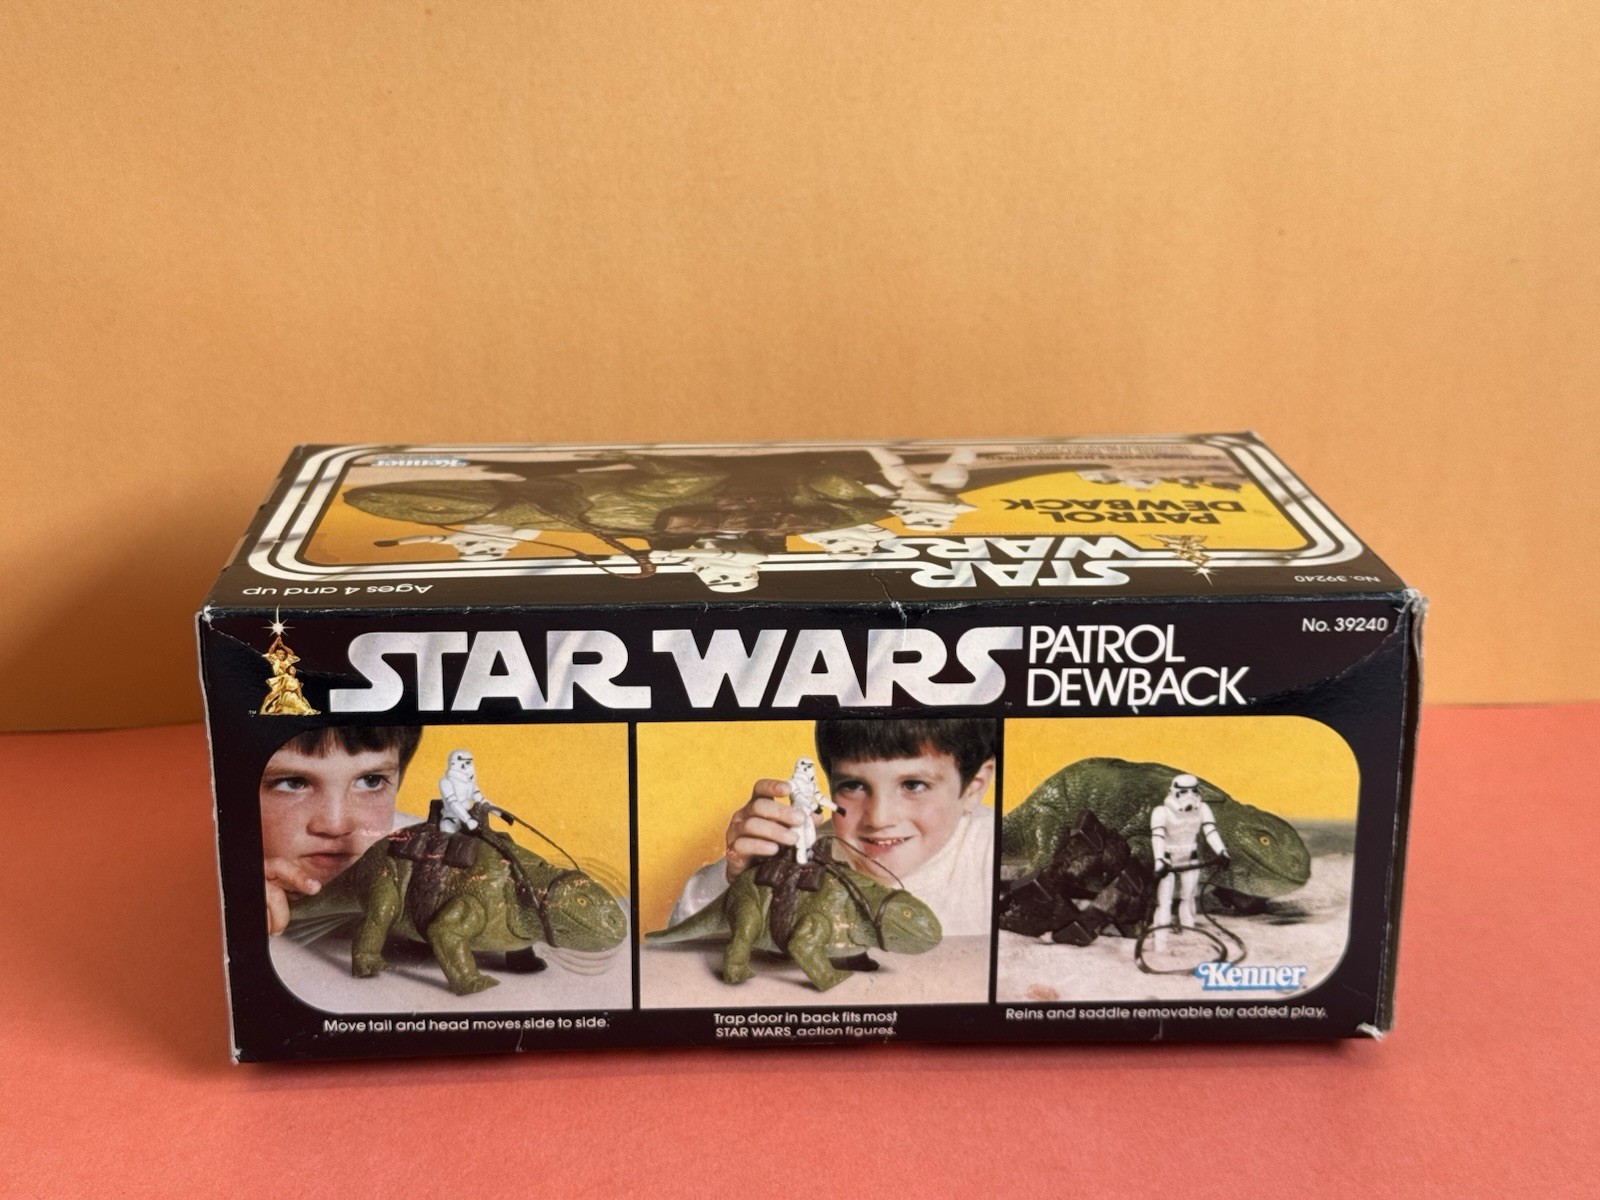 Kenner
PATROL
DEWBACK
STAR
WARS
No. 39240
Ages 4 and up
STAR WARS
PATROL
DEWBACK
No. 39240
TM
Move tail and head moves side to side.
Trap door in back fits most
STAR WARS action figures.
Reins and saddle removable for added play.
Kenner